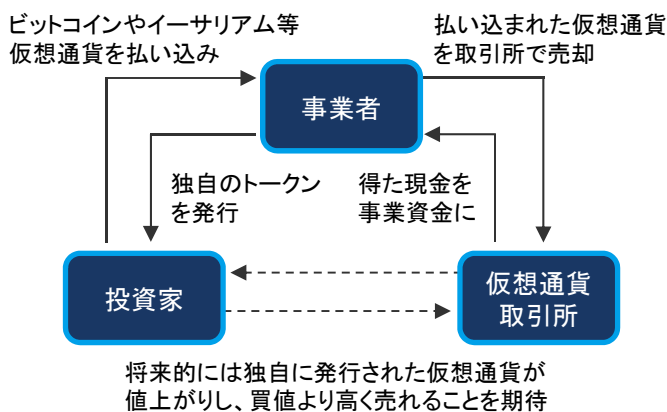 ビットコインやイーサリアム等
仮想通貨を払い込み
払い込まれた仮想通貨
を取引所で売却
事業者
独自のトークン
を発行
得た現金を
事業資金に
投資家
仮想通貨
取引所
将来的には独自に発行された仮想通貨が
値上がりし、買値より高く売れることを期待